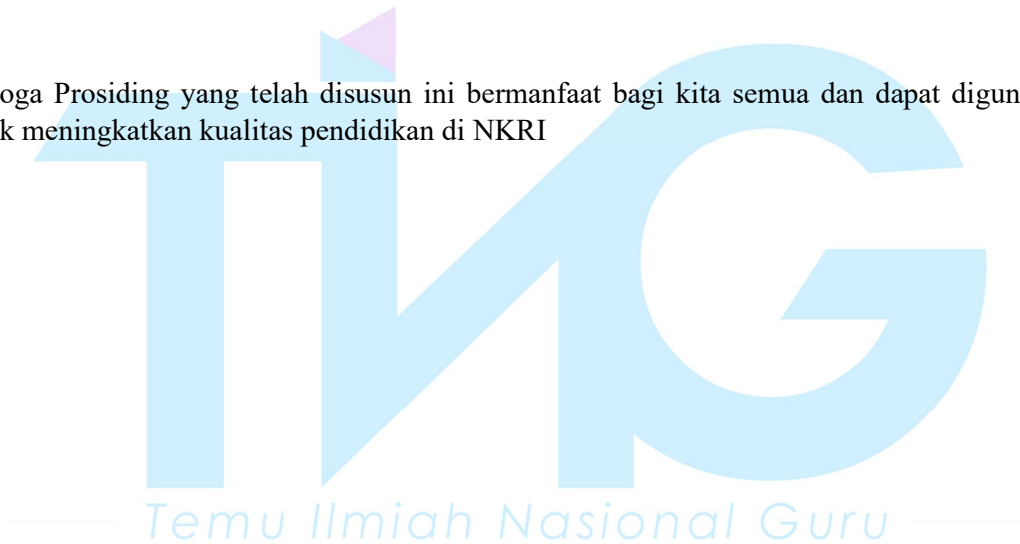 oga Prosiding yang telah disusun ini bermanfaat bagi kita semua dan dapat digun
k meningkatkan kualitas pendidikan di NKRI
TING
Temu Ilmiah Nasional Guru